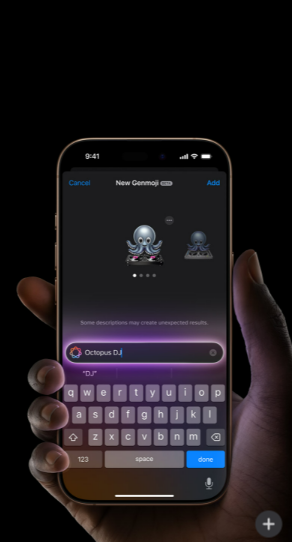 9:41
Cancel New Genmoji BETA Add
Some descriptions may create unexpected results.
Octopus DJ
"DJ"
q w e r t y u i o p
a s d f g h j k l
z x c v b n m
123 space done